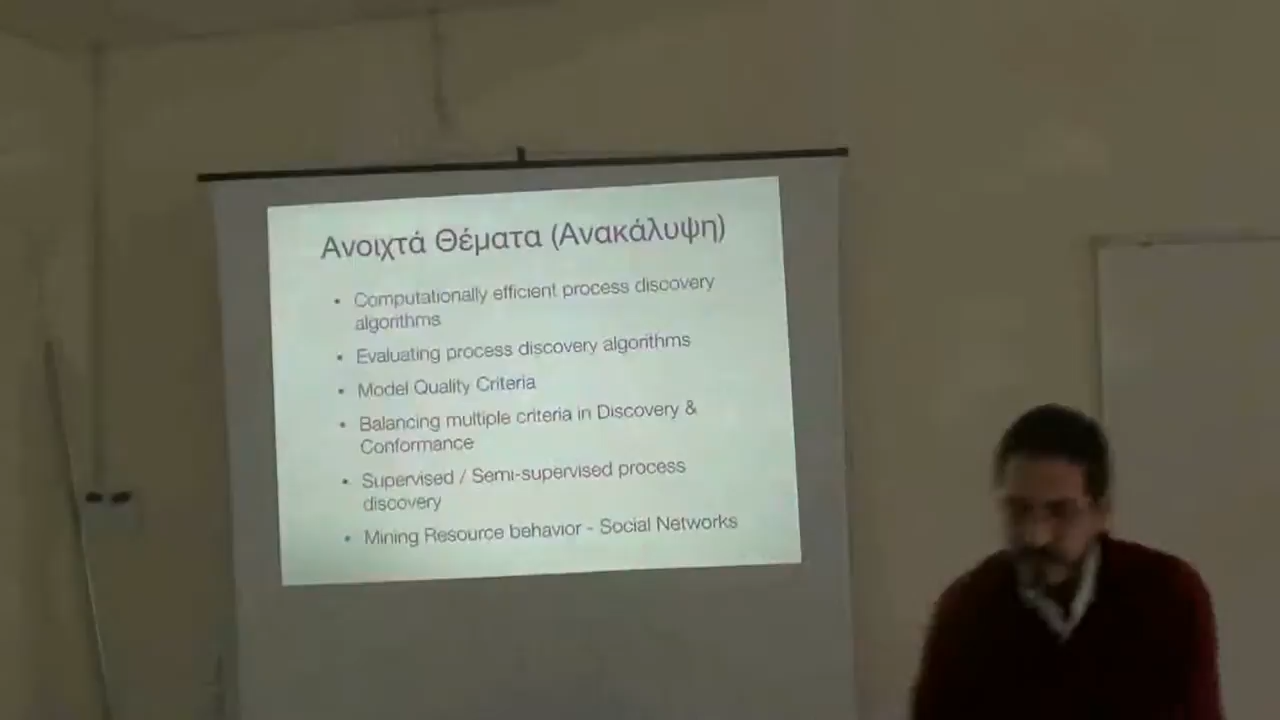 Ανοιχτά Θέματα (Ανακάλυψη)
• Computationally efficient process discovery
algorithms
• Evaluating process discovery algorithms
• Model Quality Criteria
• Balancing multiple criteria in Discovery &
Conformance
• Supervised / Semi-supervised process
discovery
• Mining Resource behavior - Social Networks